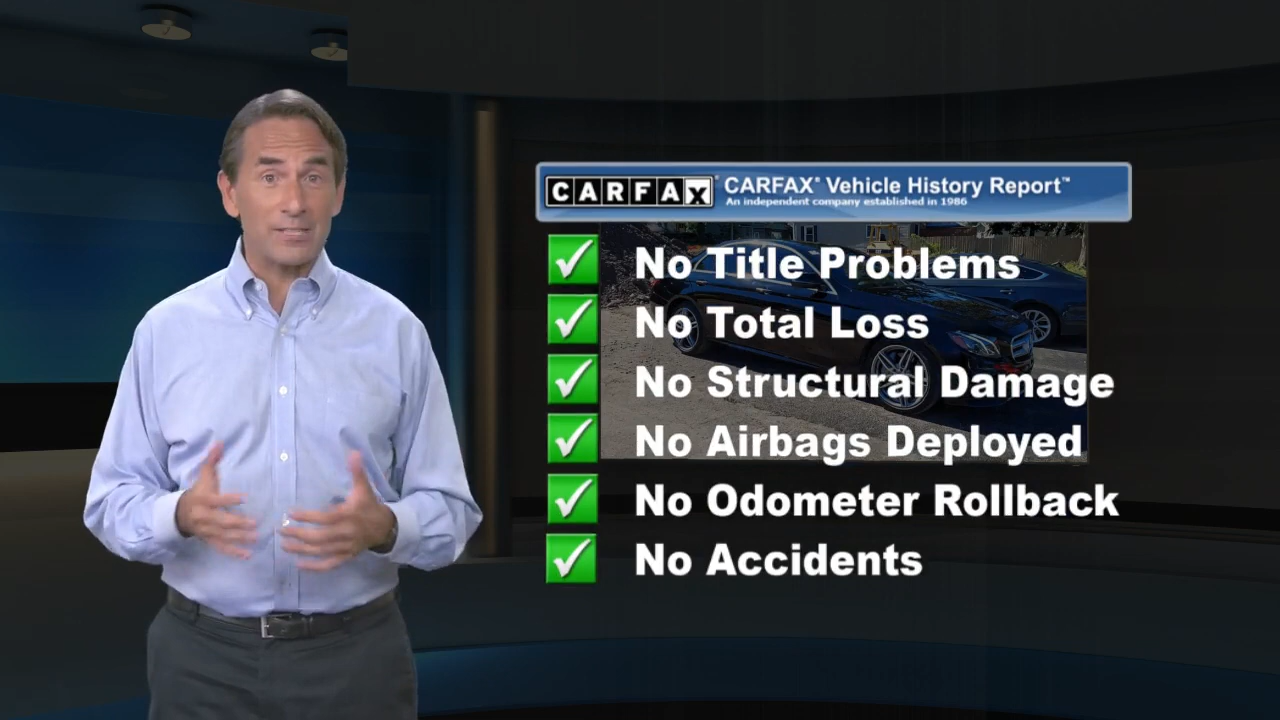 CARFAX® CARFAX® Vehicle History Report™
An independent company established in 1986
No Title Problems
No Total Loss
No Structural Damage
No Airbags Deployed
No Odometer Rollback
No Accidents